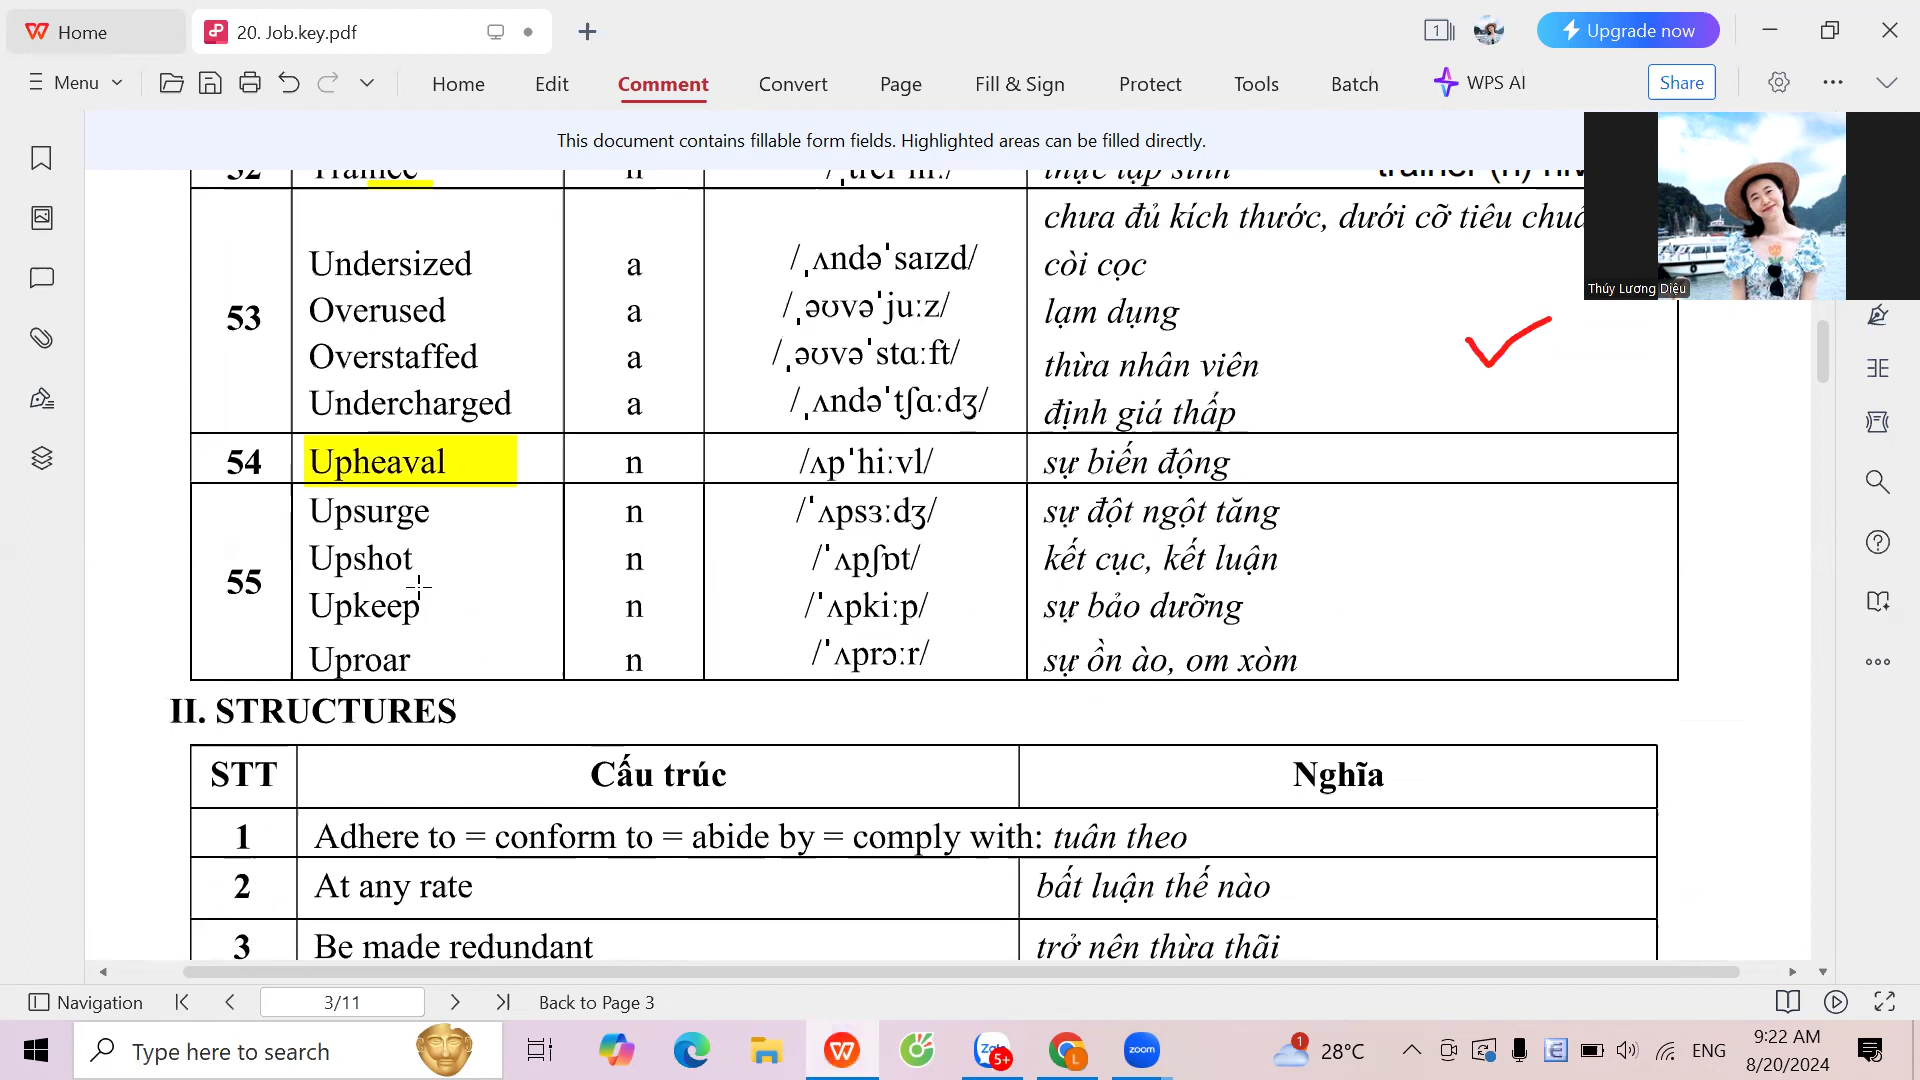 Home
20. Job.key.pdf
1
Upgrade now
Menu
Home Edit Comment Convert Page Fill & Sign Protect Tools Batch WPS AI Share
This document contains fillable form fields. Highlighted areas can be filled directly.
Thúy Lương Diệu
chưa đủ kích thước, dưới cỡ tiêu
53
Undersized a /ˌʌndəˈsaɪzd/ còi cọc
Overused a /ˌəʊvəˈjuːz/ lạm dụng
Overstaffed a /ˌəʊvəˈstɑːft/ thừa nhân viên
Undercharged a /ˌʌndəˈtʃɑːdʒ/ định giá thấp
54 Upheaval n /ʌpˈhiːvl/ sự biến động
55
Upsurge n /ˈʌpsɜːdʒ/ sự đột ngột tăng
Upshot n /ˈʌpʃɒt/ kết cục, kết luận
Upkeep n /ˈʌpkiːp/ sự bảo dưỡng
Uproar n /ˈʌprɔːr/ sự ồn ào, om xòm
II. STRUCTURES
STT Cấu trúc Nghĩa
1 Adhere to = conform to = abide by = comply with: tuân theo
2 At any rate bất luận thế nào
3 Be made redundant trở nên thừa thãi
Navigation 3/11 Back to Page 3
Type here to search
Zalo 5+
L
zoom
1
28°C
ENG
9:22 AM
8/20/2024